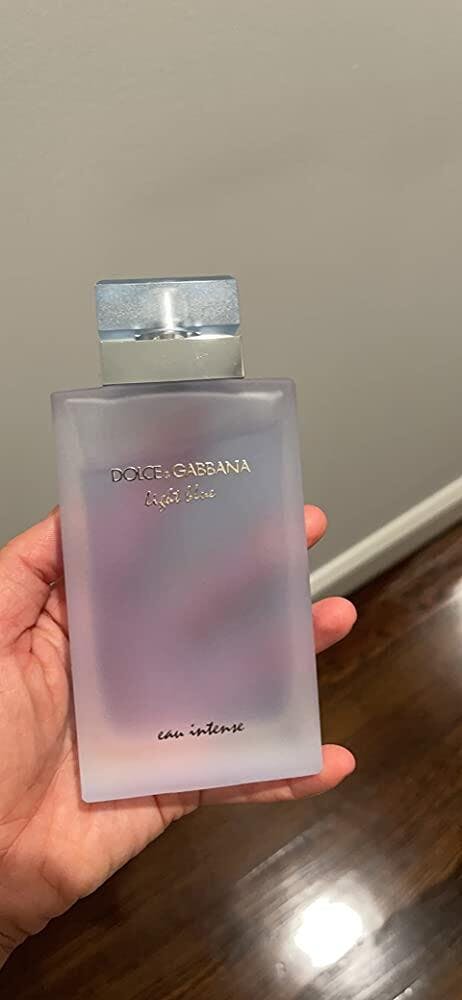 DOLCE & GABBANA
light blue
eau intense